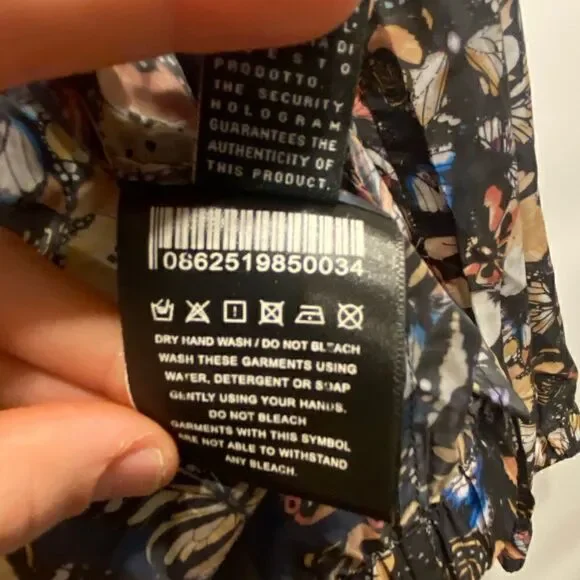 DI
ESTO
PRODOTTO.
THE SECURITY
HOLOGRAM
GUARANTEES THE
AUTHENTICITY OF
THIS PRODUCT.
0862519850034
DRY HAND WASH / DO NOT BLEACH
WASH THESE GARMENTS USING
WATER, DETERGENT OR SOAP
GENTLY USING YOUR HANDS.
DO NOT BLEACH
GARMENTS WITH THIS SYMBOL
ARE NOT ABLE TO WITHSTAND
ANY BLEACH.